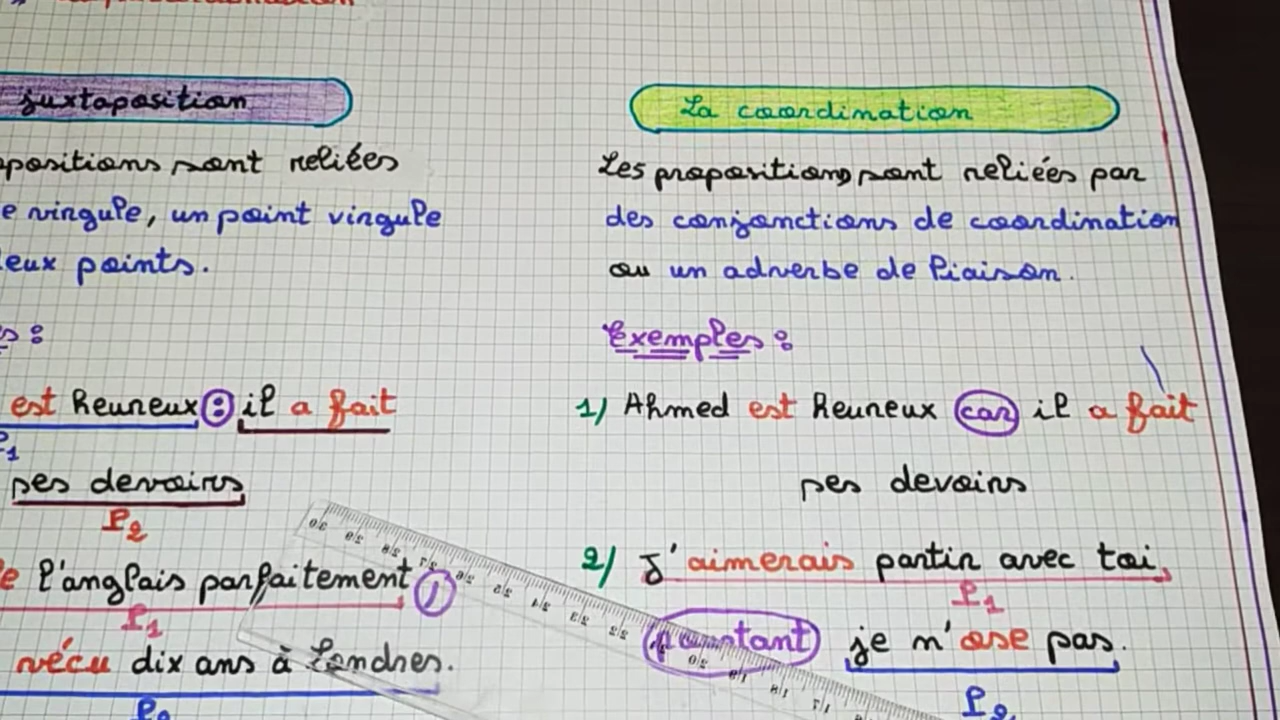 juxtaposition
positions sont reliées
e virgule, un point virgule
eux points.
s :
est heureux : il a fait
P1
ses devoirs
P2
e l'anglais parfaitement ;
P1
vécu dix ans à Londres.
La coordination
Les propositions sont reliées par
des conjonctions de coordination
ou un adverbe de liaison.
Exemples :
1) Ahmed est heureux car il a fait
ses devoirs
2) J'aimerais partir avec toi,
P1
pourtant je n'ose pas.
P2